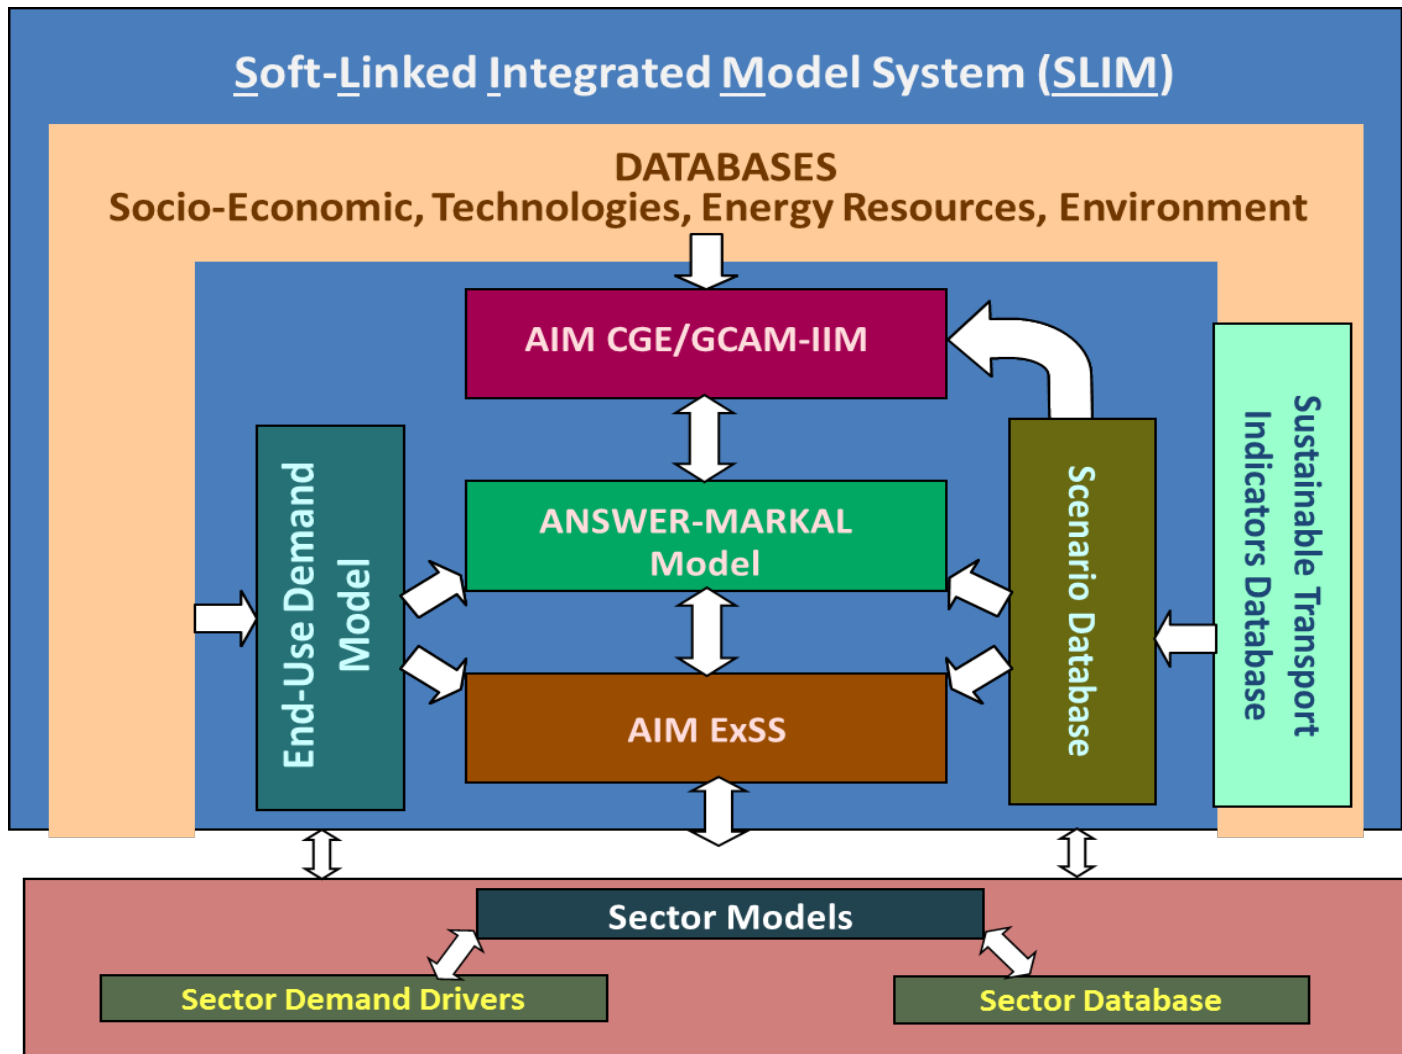 Soft-Linked Integrated Model System (SLIM)
DATABASES
Socio-Economic, Technologies, Energy Resources, Environment
AIM CGE/GCAM-IIM
ANSWER-MARKAL
Model
AIM ExSS
End-Use Demand
Model
Scenario Database
Sustainable Transport
Indicators Database
Sector Models
Sector Demand Drivers
Sector Database